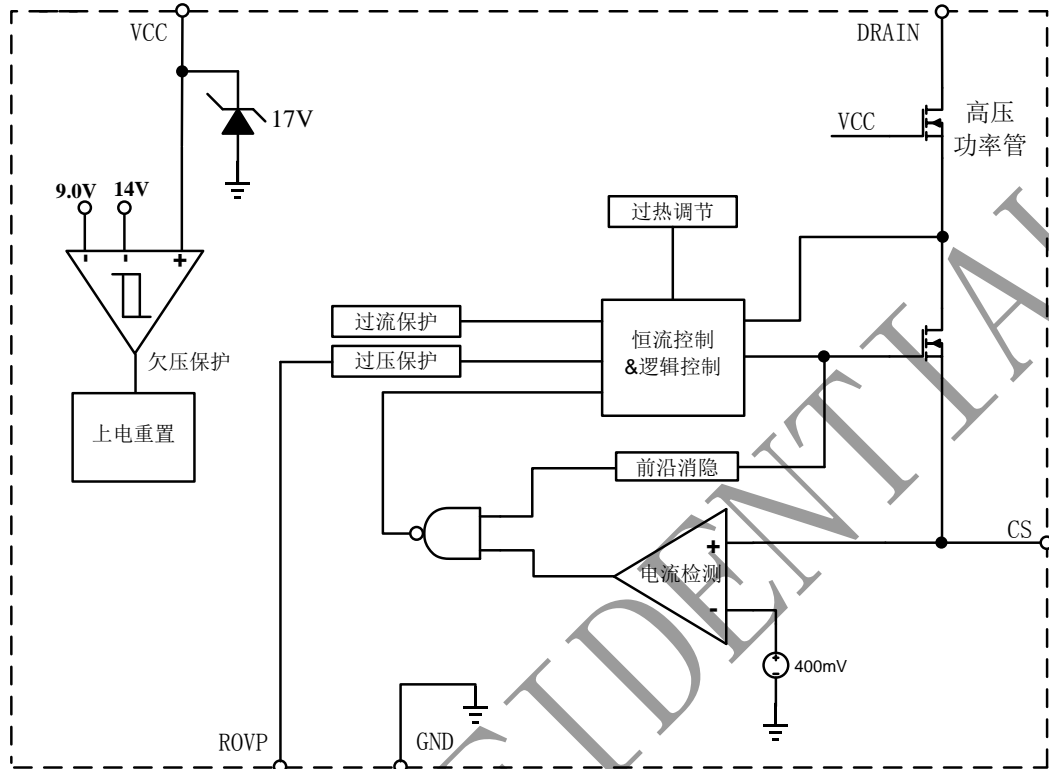 VCC
DRAIN
17V
VCC
高压
功率管
9.0V
14V
-
-
+
过热调节
过流保护
过压保护
恒流控制
&逻辑控制
欠压保护
上电重置
前沿消隐
CS
+
电流检测
-
+
-
400mV
ROVP
GND
FIDENTIAL